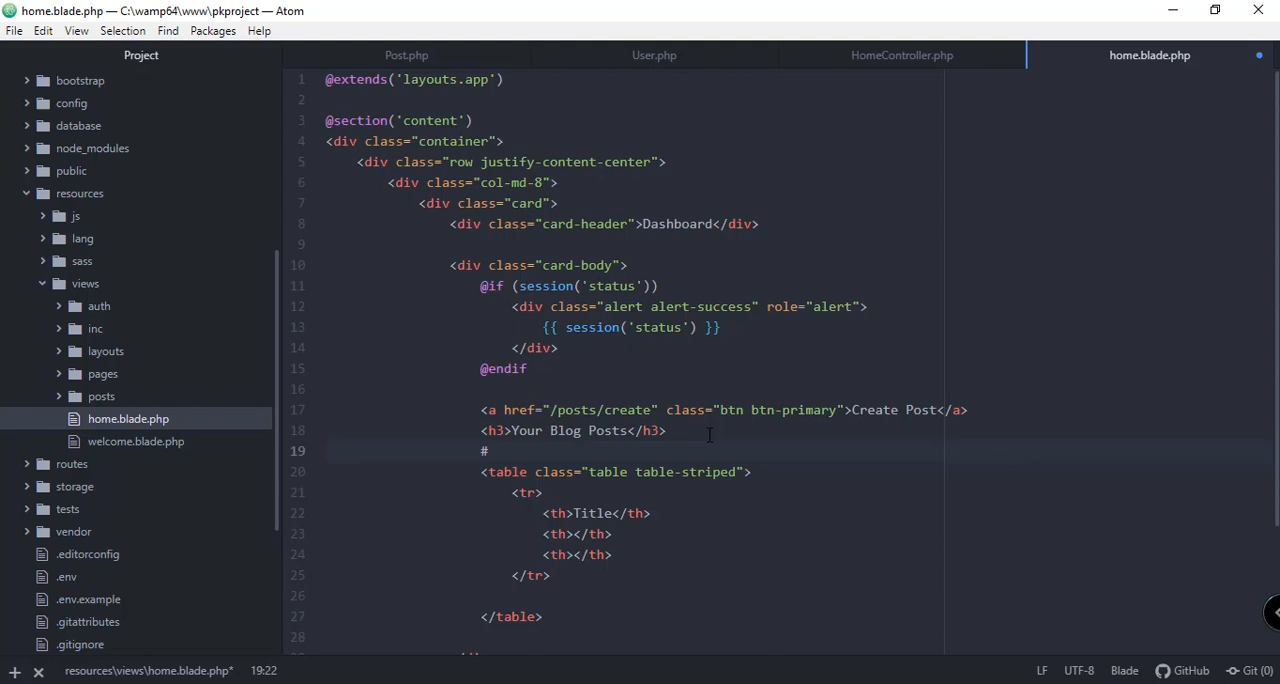 home.blade.php — C:\wamp64\www\pkproject — Atom
File Edit View Selection Find Packages Help
Project
Post.php User.php HomeController.php home.blade.php
bootstrap
config
database
node_modules
public
resources
js
lang
sass
views
auth
inc
layouts
pages
posts
home.blade.php
welcome.blade.php
routes
storage
tests
vendor
.editorconfig
.env
.env.example
.gitattributes
.gitignore
1 @extends('layouts.app')
2
3 @section('content')
4 <div class="container">
5 <div class="row justify-content-center">
6 <div class="col-md-8">
7 <div class="card">
8 <div class="card-header">Dashboard</div>
9
10 <div class="card-body">
11 @if (session('status'))
12 <div class="alert alert-success" role="alert">
13 {{ session('status') }}
14 </div>
15 @endif
16
17 <a href="/posts/create" class="btn btn-primary">Create Post</a>
18 <h3>Your Blog Posts</h3>
19 #
20 <table class="table table-striped">
21 <tr>
22 <th>Title</th>
23 <th></th>
24 <th></th>
25 </tr>
26
27 </table>
28
resources\views\home.blade.php* 19:22 LF UTF-8 Blade GitHub Git (0)